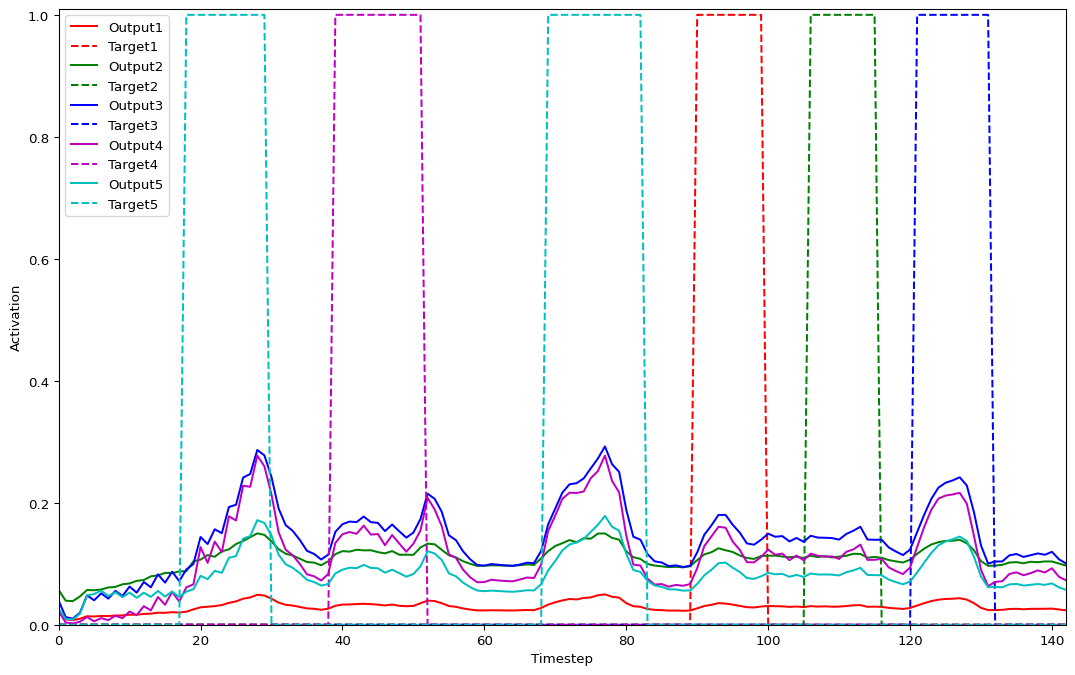 1.0
0.8
0.6
0.4
0.2
0.0
Activation
Output1
Target1
Output2
Target2
Output3
Target3
Output4
Target4
Output5
Target5
0 20 40 60 80 100 120 140
Timestep